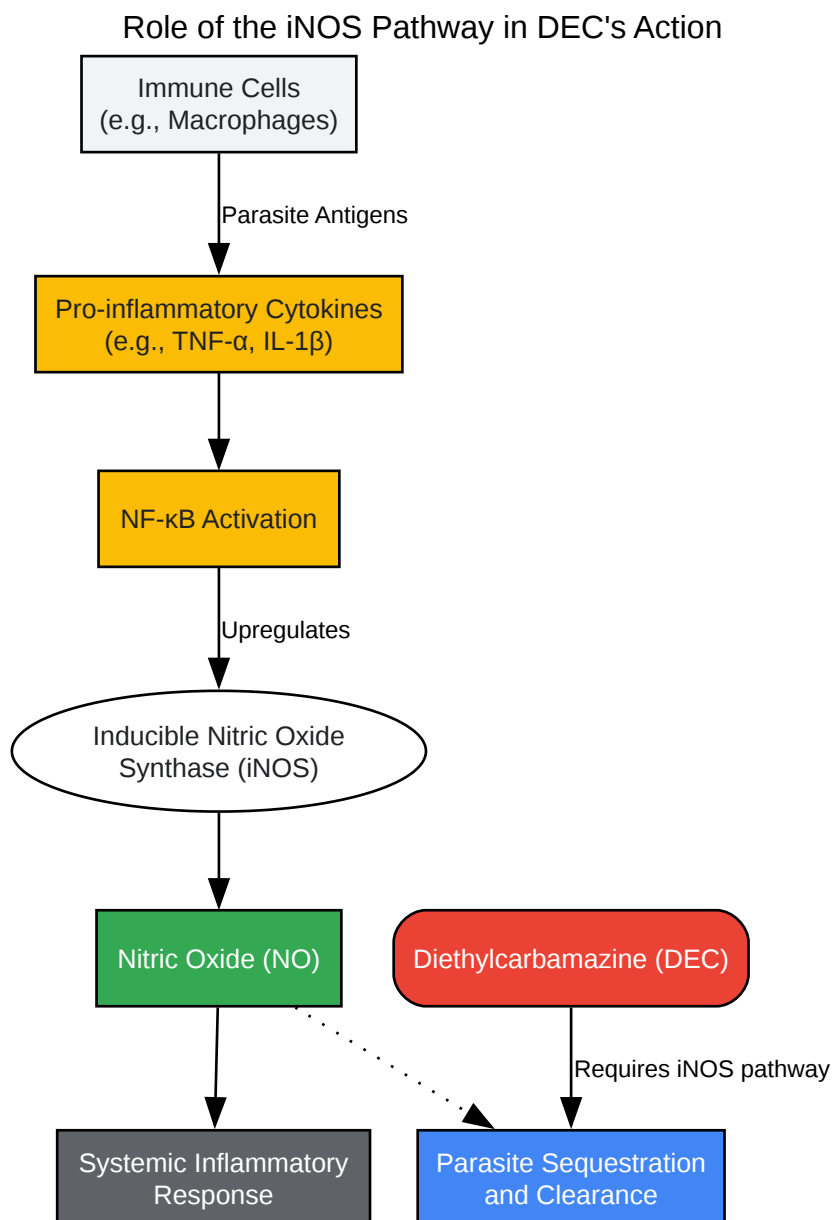 Role of the iNOS Pathway in DEC's Action
Immune Cells
(e.g., Macrophages)
Parasite Antigens
Pro-inflammatory Cytokines
(e.g., TNF-α, IL-1β)
NF-κB Activation
Upregulates
Inducible Nitric Oxide
Synthase (iNOS)
Nitric Oxide (NO)
Diethylcarbamazine (DEC)
Requires iNOS pathway
Systemic Inflammatory
Response
Parasite Sequestration
and Clearance